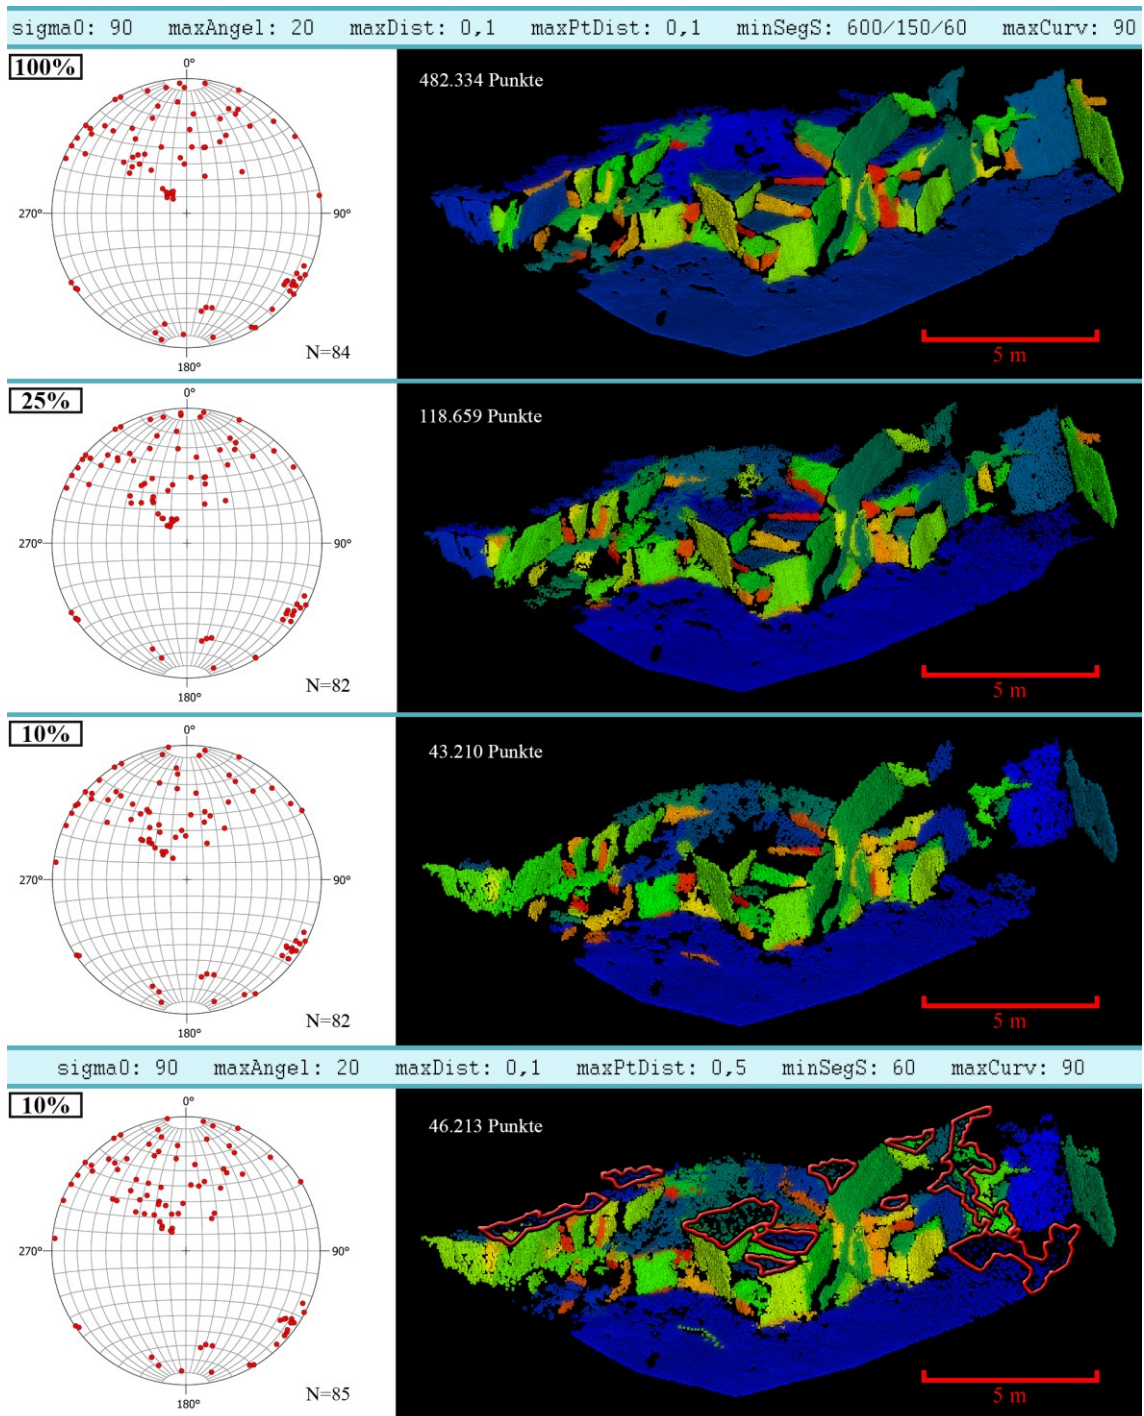 sigma0: 90 maxAngel: 20 maxDist: 0,1 maxPtDist: 0,1 minSegS: 600/150/60 maxCurv: 90
100%
0°
270°
90°
180°
N=84
482.334 Punkte
5 m
25%
0°
270°
90°
180°
N=82
118.659 Punkte
5 m
10%
0°
270°
90°
180°
N=82
43.210 Punkte
5 m
sigma0: 90 maxAngel: 20 maxDist: 0,1 maxPtDist: 0,5 minSegS: 60 maxCurv: 90
10%
0°
270°
90°
180°
N=85
46.213 Punkte
5 m